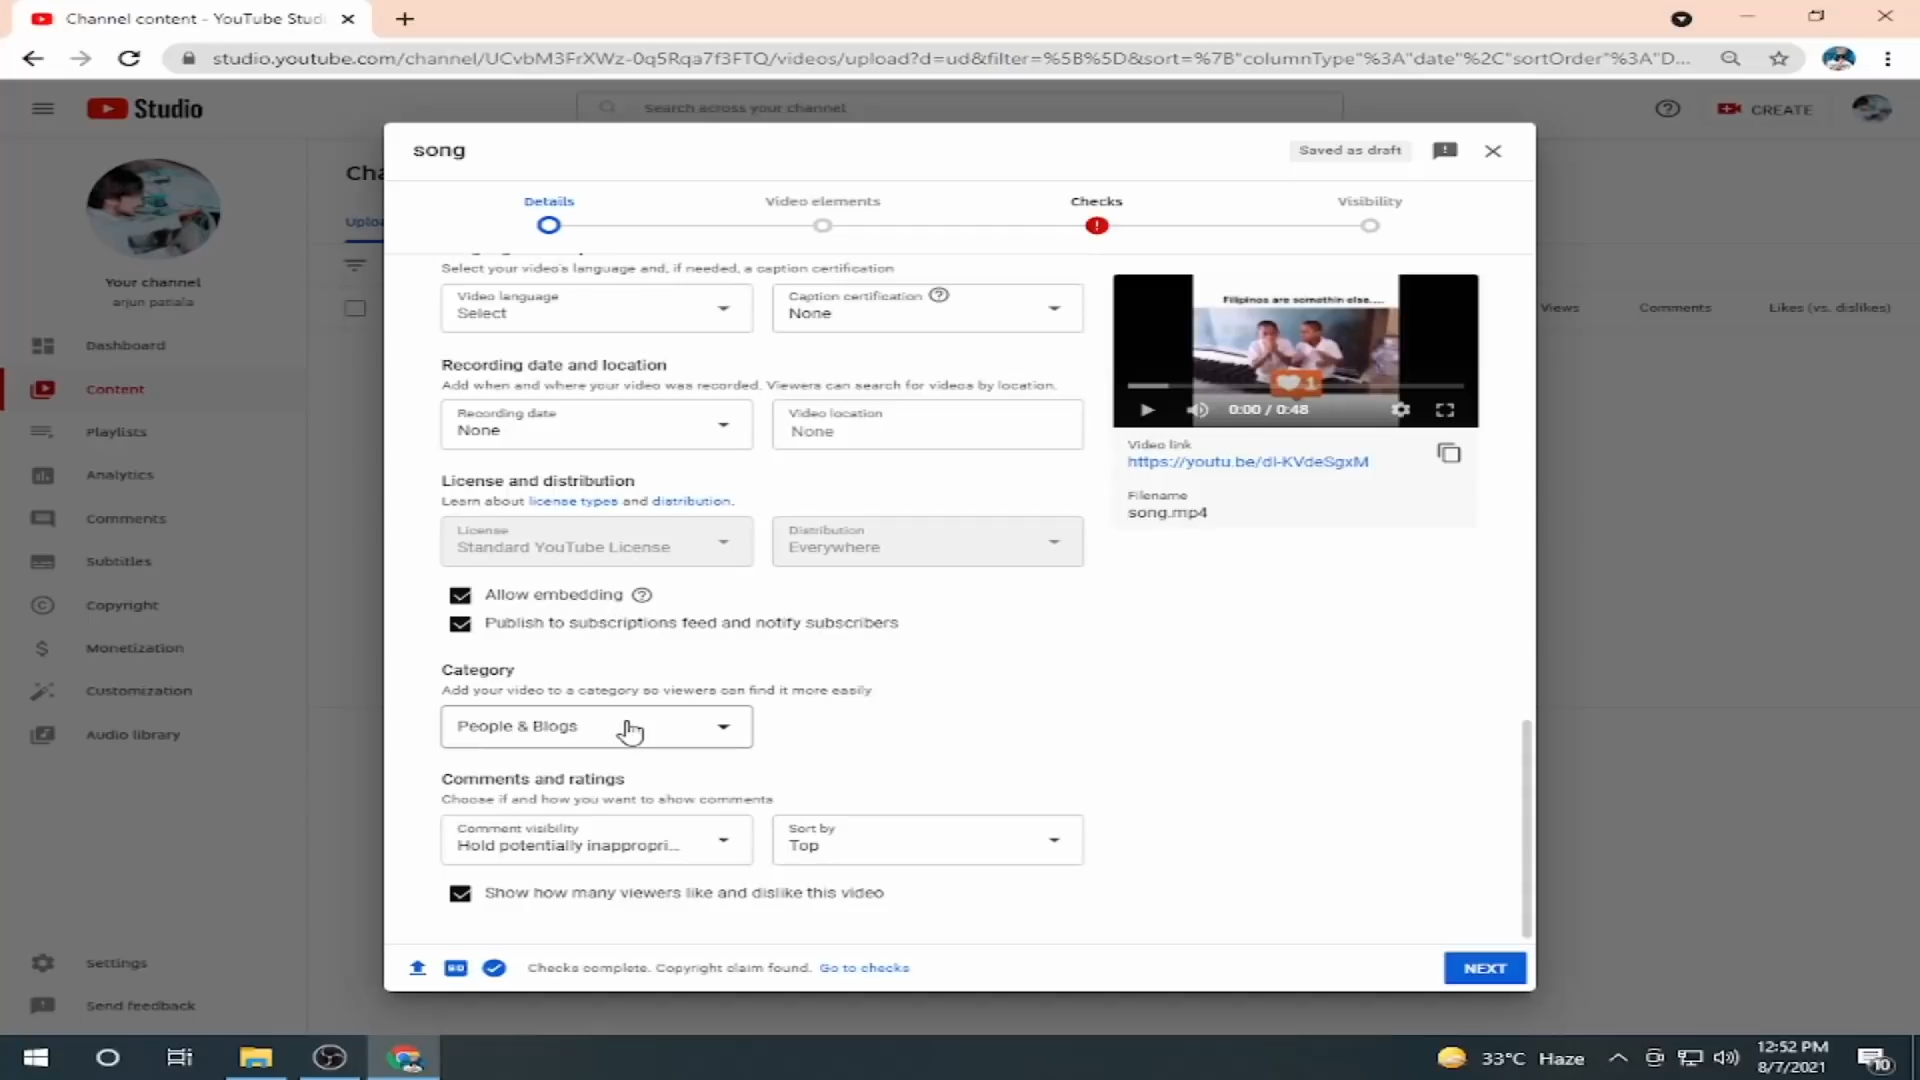 Channel content - YouTube Studi
studio.youtube.com/channel/UCvbM3FrXWz-0q5Rqa7f3FTQ/videos/upload?d=ud&filter=%5B%5D&sort=%7B"columnType"%3A"date"%2C"sortOrder"%3A"D...
Studio
Search across your channel
CREATE
Your channel
arjun patiala
Dashboard
Content
Playlists
Analytics
Comments
Subtitles
Copyright
Monetization
Customization
Audio library
Settings
Send feedback
Cha
Uploa
Views
Comments
Likes (vs. dislikes)
song
Saved as draft
Details
Video elements
Checks
Visibility
Select your video's language and, if needed, a caption certification
Video language
Select
Caption certification
None
Recording date and location
Add when and where your video was recorded. Viewers can search for videos by location.
Recording date
None
Video location
None
License and distribution
Learn about license types and distribution.
License
Standard YouTube License
Distribution
Everywhere
Allow embedding
Publish to subscriptions feed and notify subscribers
Category
Add your video to a category so viewers can find it more easily
People & Blogs
Comments and ratings
Choose if and how you want to show comments
Comment visibility
Hold potentially inappropri...
Sort by
Top
Show how many viewers like and dislike this video
Filipinos are somethin else....
1
0:00 / 0:48
Video link
https://youtu.be/dI-KVdeSgxM
Filename
song.mp4
Checks complete. Copyright claim found. Go to checks
NEXT
33°C Haze
12:52 PM
8/7/2021
10